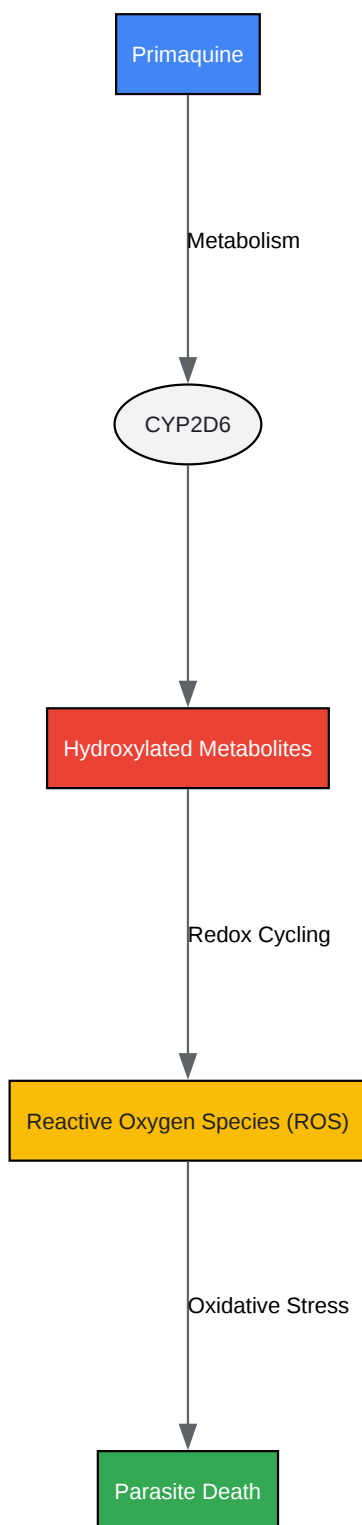 Primaquine
Metabolism
CYP2D6
Hydroxylated Metabolites
Redox Cycling
Reactive Oxygen Species (ROS)
Oxidative Stress
Parasite Death